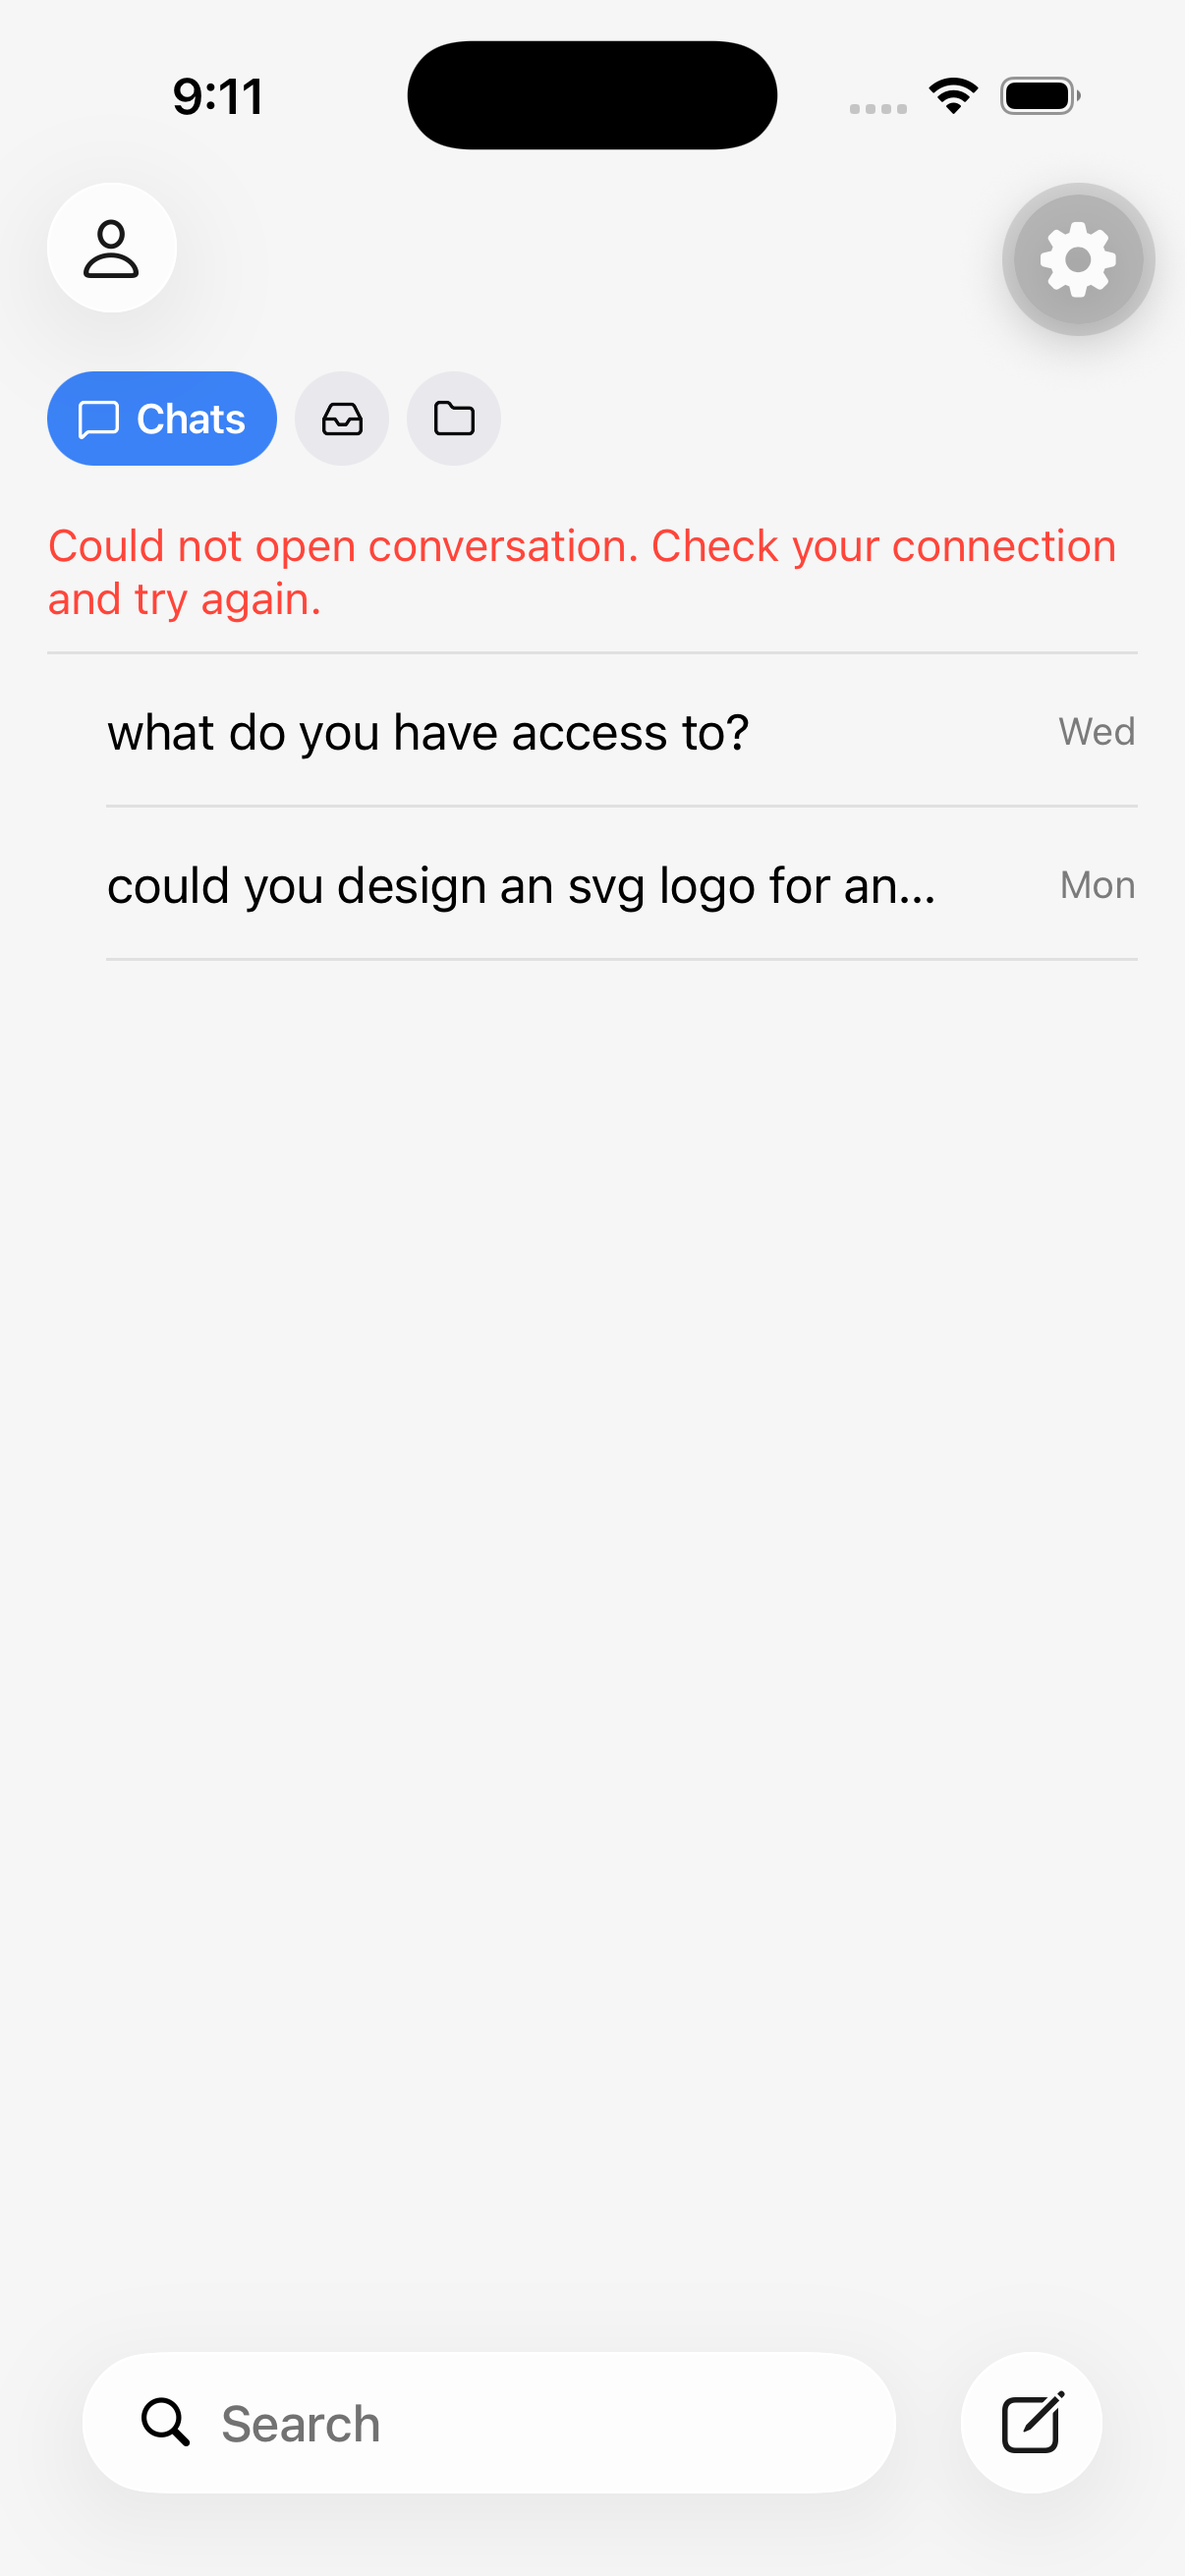 9:11
Chats
Could not open conversation. Check your connection
and try again.
what do you have access to?
Wed
could you design an svg logo for an...
Mon
Search